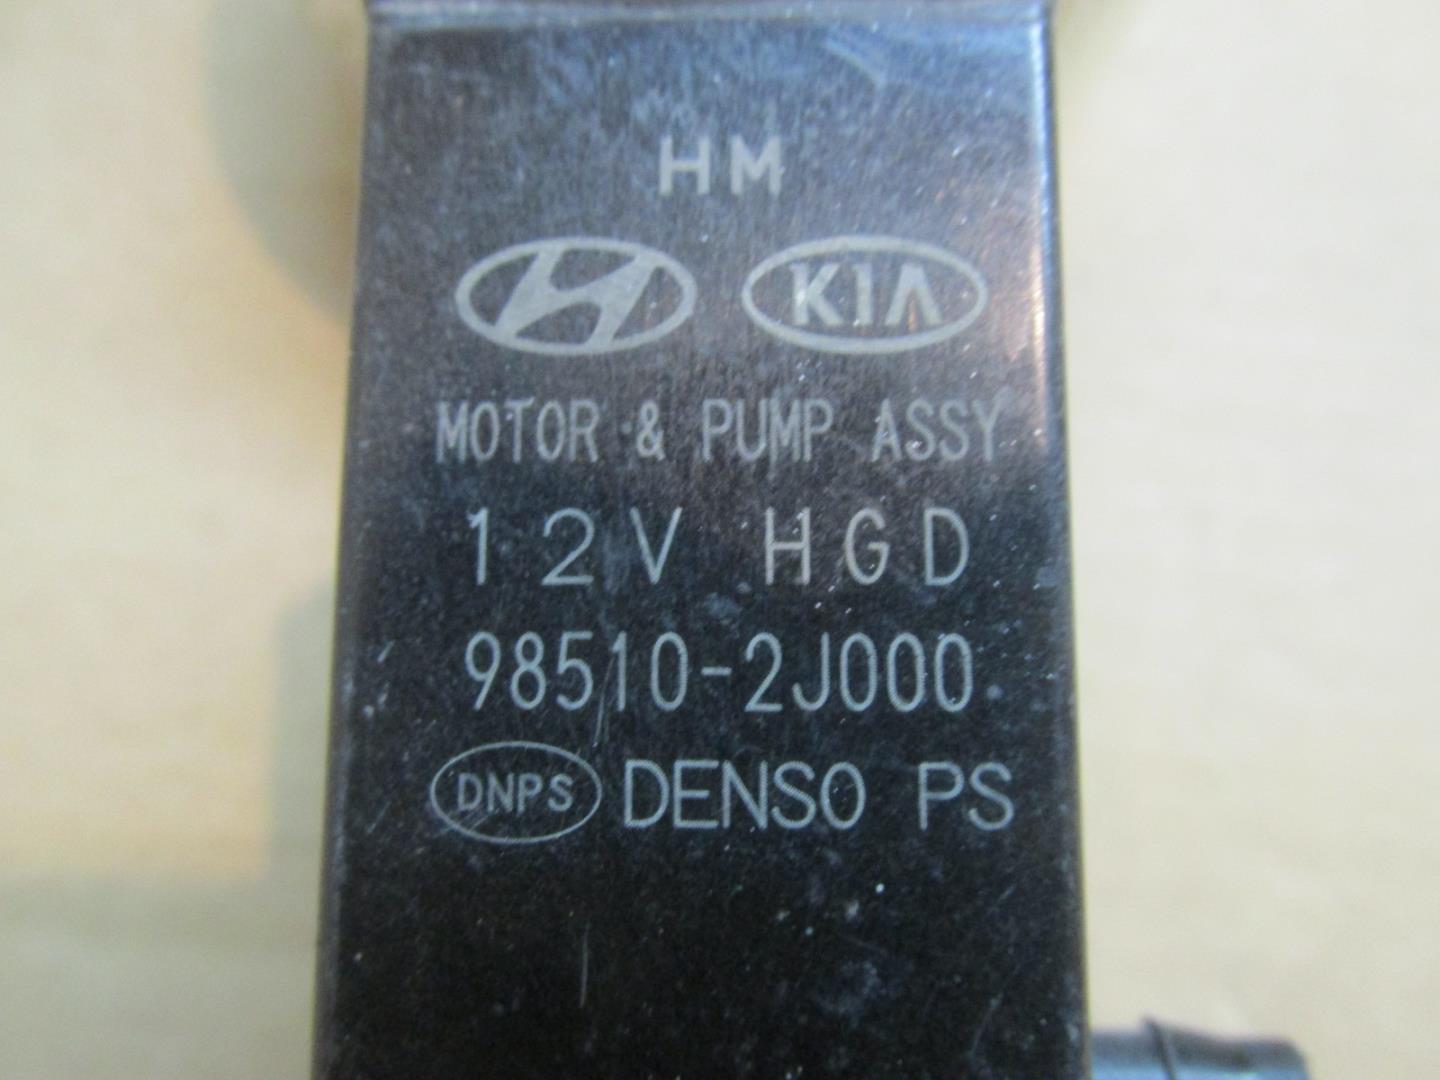 HM
KIA
MOTOR & PUMP ASSY
12V HGD
98510-2J000
DNPS DENSO PS